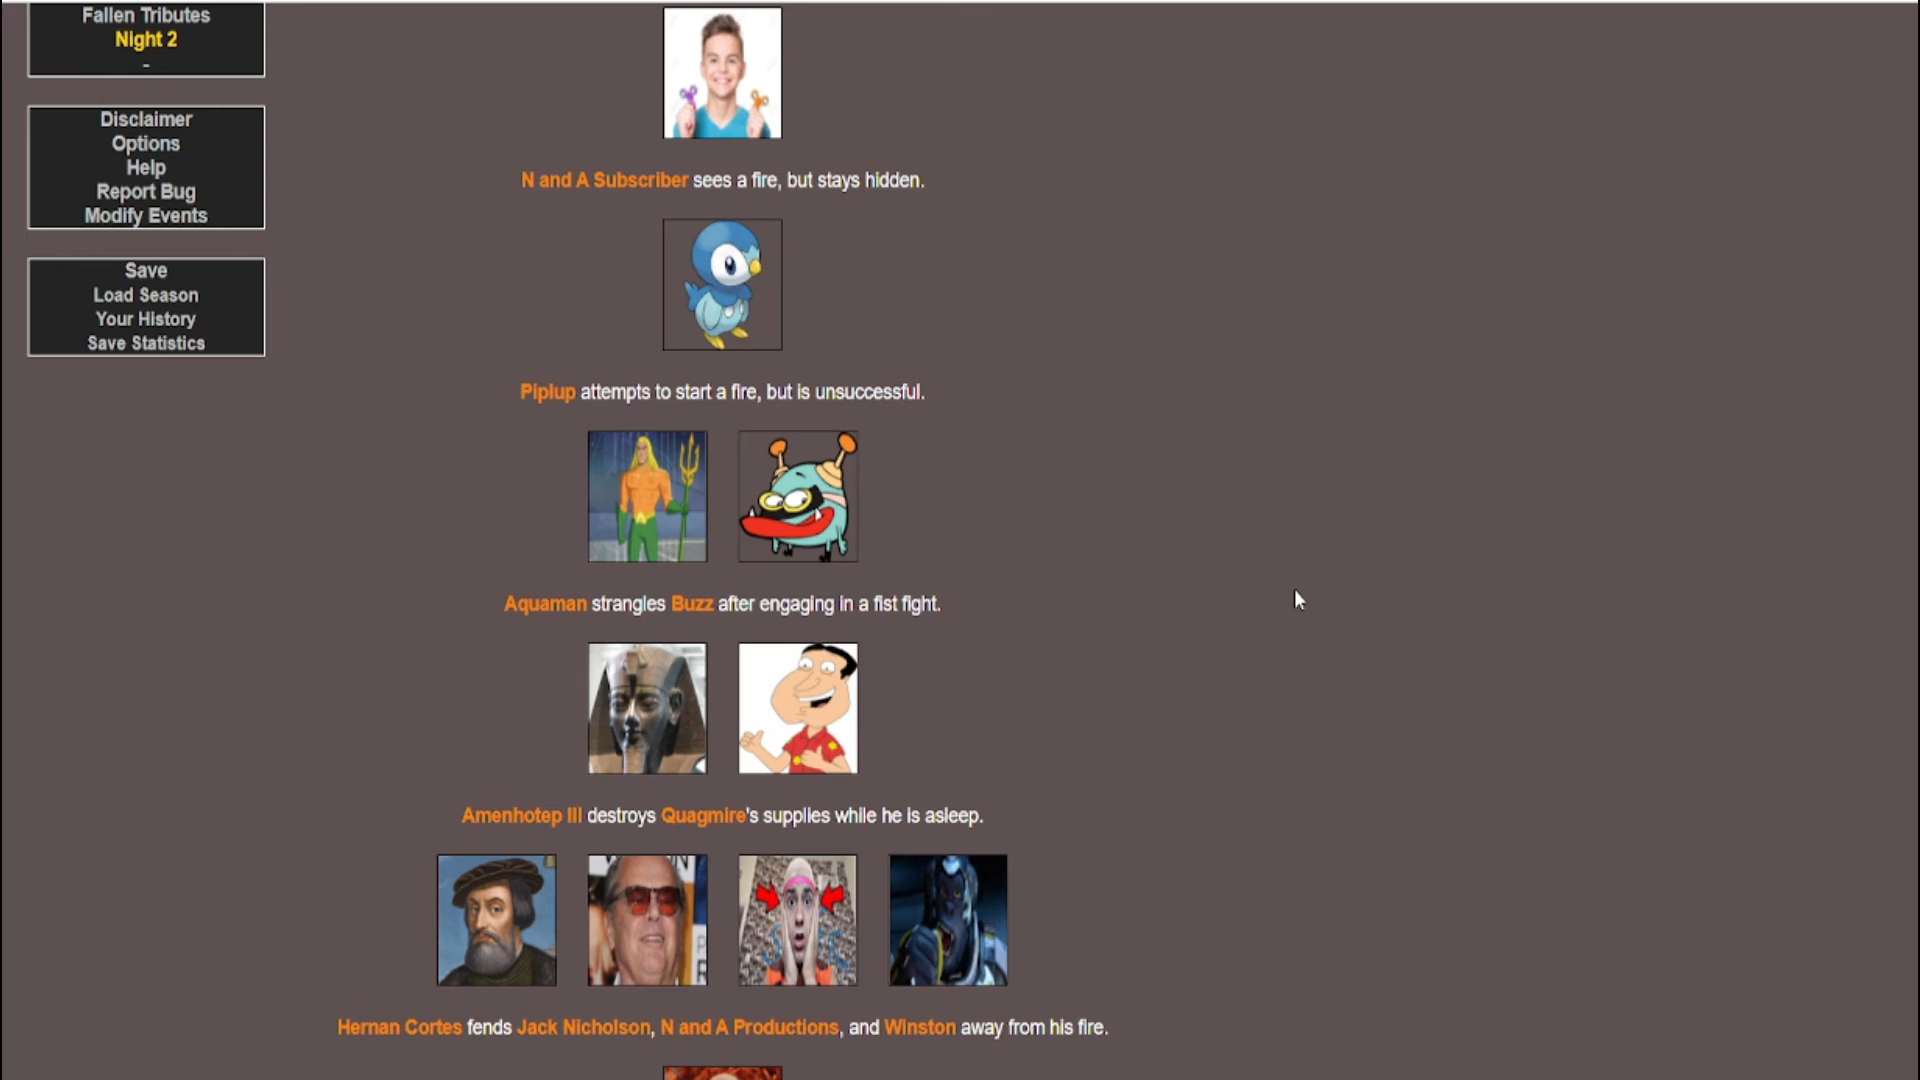 Fallen Tributes
Night 2
-
Disclaimer
Options
Help
Report Bug
Modify Events
Save
Load Season
Your History
Save Statistics
N and A Subscriber sees a fire, but stays hidden.
Piplup attempts to start a fire, but is unsuccessful.
Aquaman strangles Buzz after engaging in a fist fight.
Amenhotep III destroys Quagmire's supplies while he is asleep.
Hernan Cortes fends Jack Nicholson, N and A Productions, and Winston away from his fire.